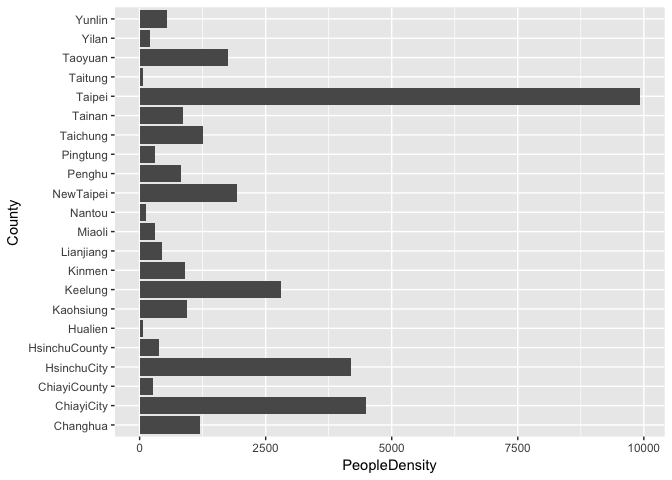 Yunlin
Yilan
Taoyuan
Taitung
Taipei
Tainan
Taichung
Pingtung
Penghu
NewTaipei
Nantou
Miaoli
Lianjiang
Kinmen
Keelung
Kaohsiung
Hualien
HsinchuCounty
HsinchuCity
ChiayiCounty
ChiayiCity
Changhua
County
0 2500 5000 7500 10000
PeopleDensity